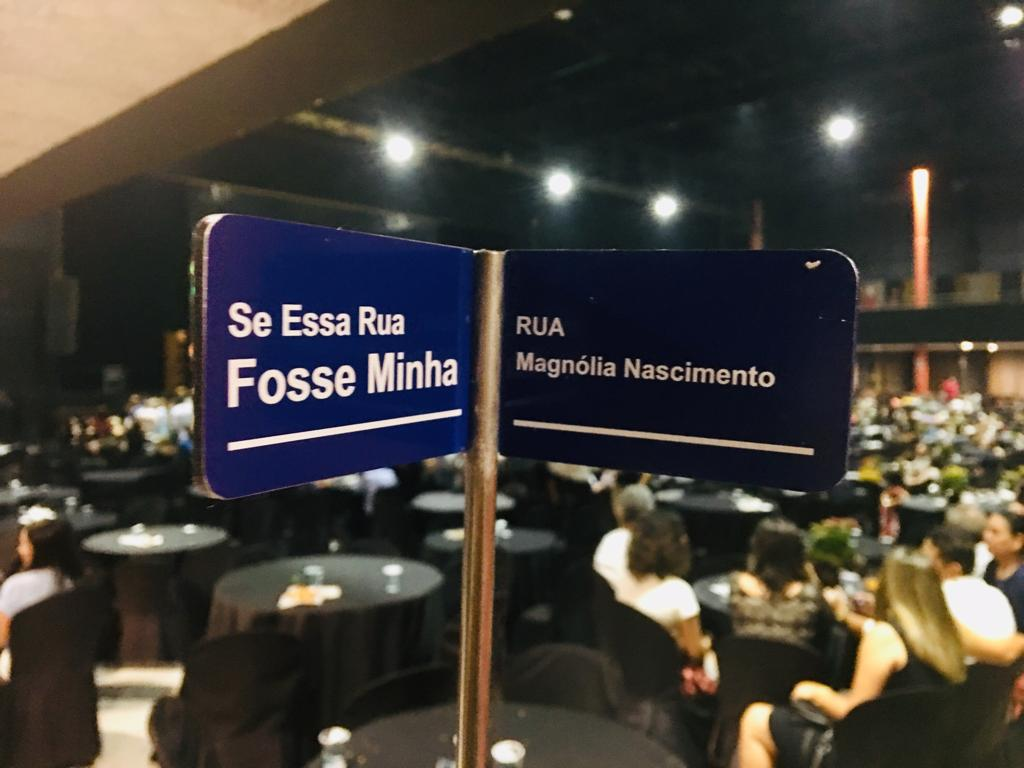 Se Essa Rua
Fosse Minha
RUA
Magnólia Nascimento